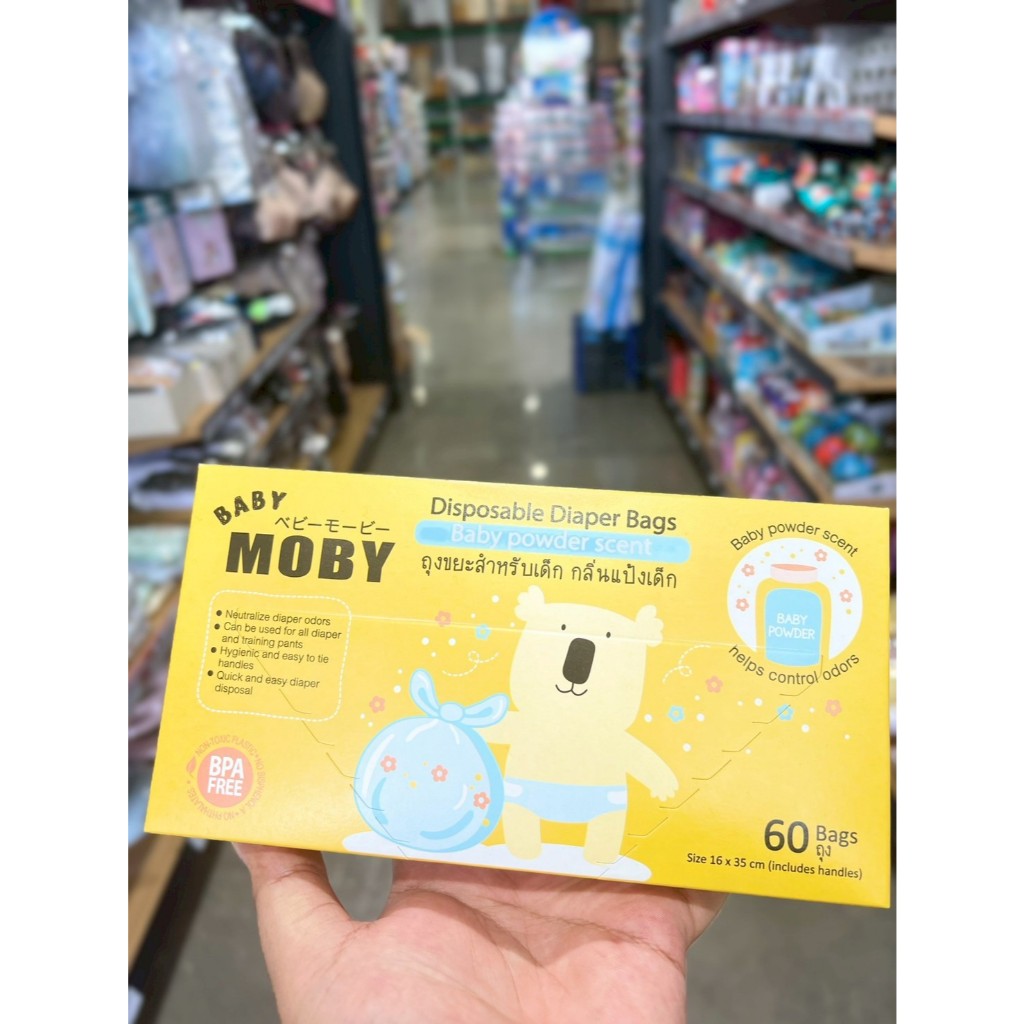 BABY
ベビーモービー
MOBY
Disposable Diaper Bags
Baby powder scent
ถุงขยะสำหรับเด็ก กลิ่นแป้งเด็ก
Baby powder scent
BABY
POWDER
helps control odors
• Neutralize diaper odors
• Can be used for all diaper
and training pants
• Hygienic and easy to tie
handles
• Quick and easy diaper
disposal
NON-TOXIC PLASTIC
BPA
FREE
60 Bags
ถุง
Size 16 x 35 cm (includes handles)